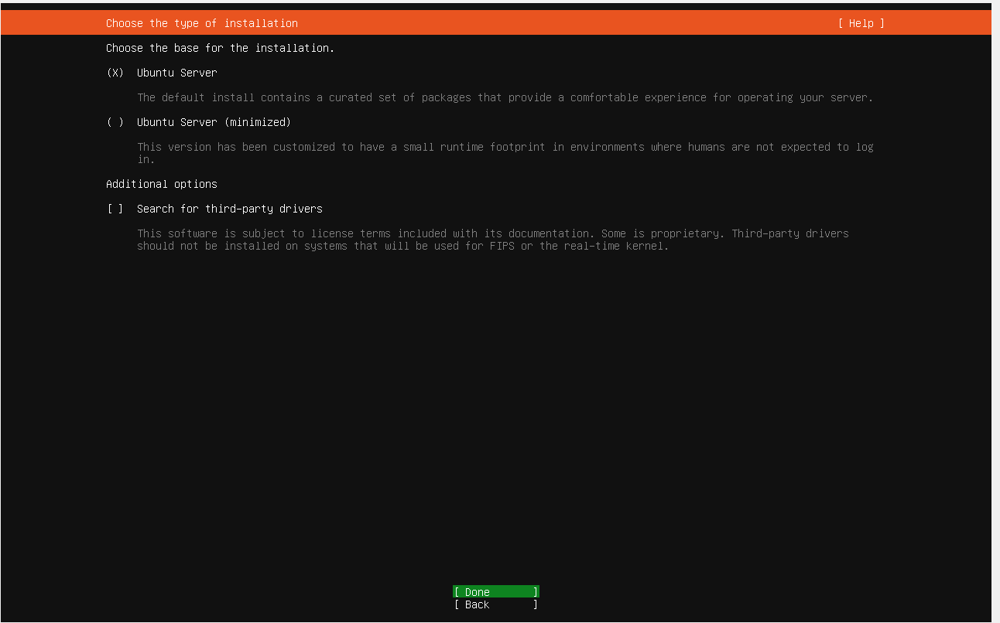 Choose the type of installation [ Help ]
Choose the base for the installation.
(X) Ubuntu Server
The default install contains a curated set of packages that provide a comfortable experience for operating your server.
( ) Ubuntu Server (minimized)
This version has been customized to have a small runtime footprint in environments where humans are not expected to log
in.
Additional options
[ ] Search for third-party drivers
This software is subject to license terms included with its documentation. Some is proprietary. Third-party drivers
should not be installed on systems that will be used for FIPS or the real-time kernel.
[ Done ]
[ Back ]